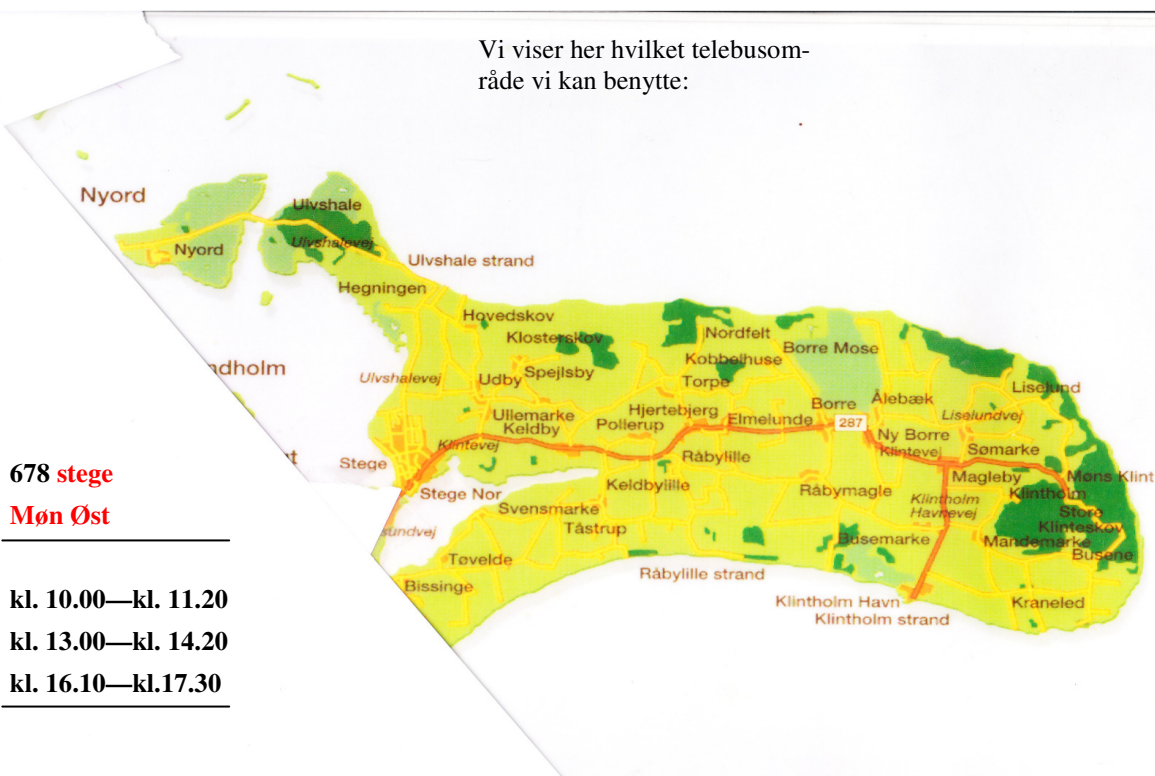 Vi viser her hvilket telebusom-
råde vi kan benytte:
Nyord
Ulvshale
Ulvshalevej
Nyord
Ulvshale strand
Hegningen
Hovedskov
Klosterskov
Nordfelt
Borre Mose
Kobbelhuse
ndholm
Spejlsby
Ulvshalevej
Udby
Torpe
Liselund
Ålebæk
Borre
Hjertebjerg
Elmelunde
Liselundvej
Ullemarke
Keldby
Pollerup
287
Ny Borre
Klintevej
Klintevej
Sømarke
Stege
Råbylille
678 stege
Magleby
Møns Klint
Keldbylille
Råbymagle
Klintholm
Stege Nor
Klintholm
Havnevej
Store
Klinteskov
Svensmarke
Møn Øst
Tåstrup
Busemarke
Mandemarke
sundvej
Busene
Tøvelde
Råbylille strand
Bissinge
kl. 10.00—kl. 11.20
Klintholm Havn
Kraneled
Klintholm strand
kl. 13.00—kl. 14.20
kl. 16.10—kl.17.30